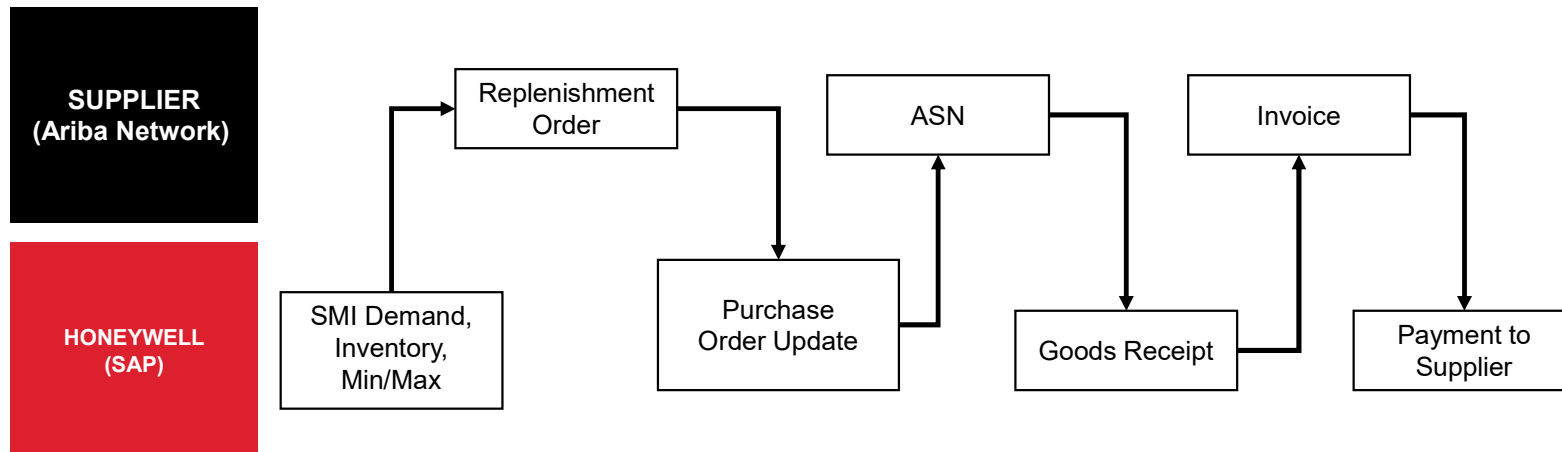 SUPPLIER
(Ariba Network)
Replenishment
Order
ASN
Invoice
HONEYWELL
(SAP)
SMI Demand,
Inventory,
Min/Max
Purchase
Order Update
Goods Receipt
Payment to
Supplier